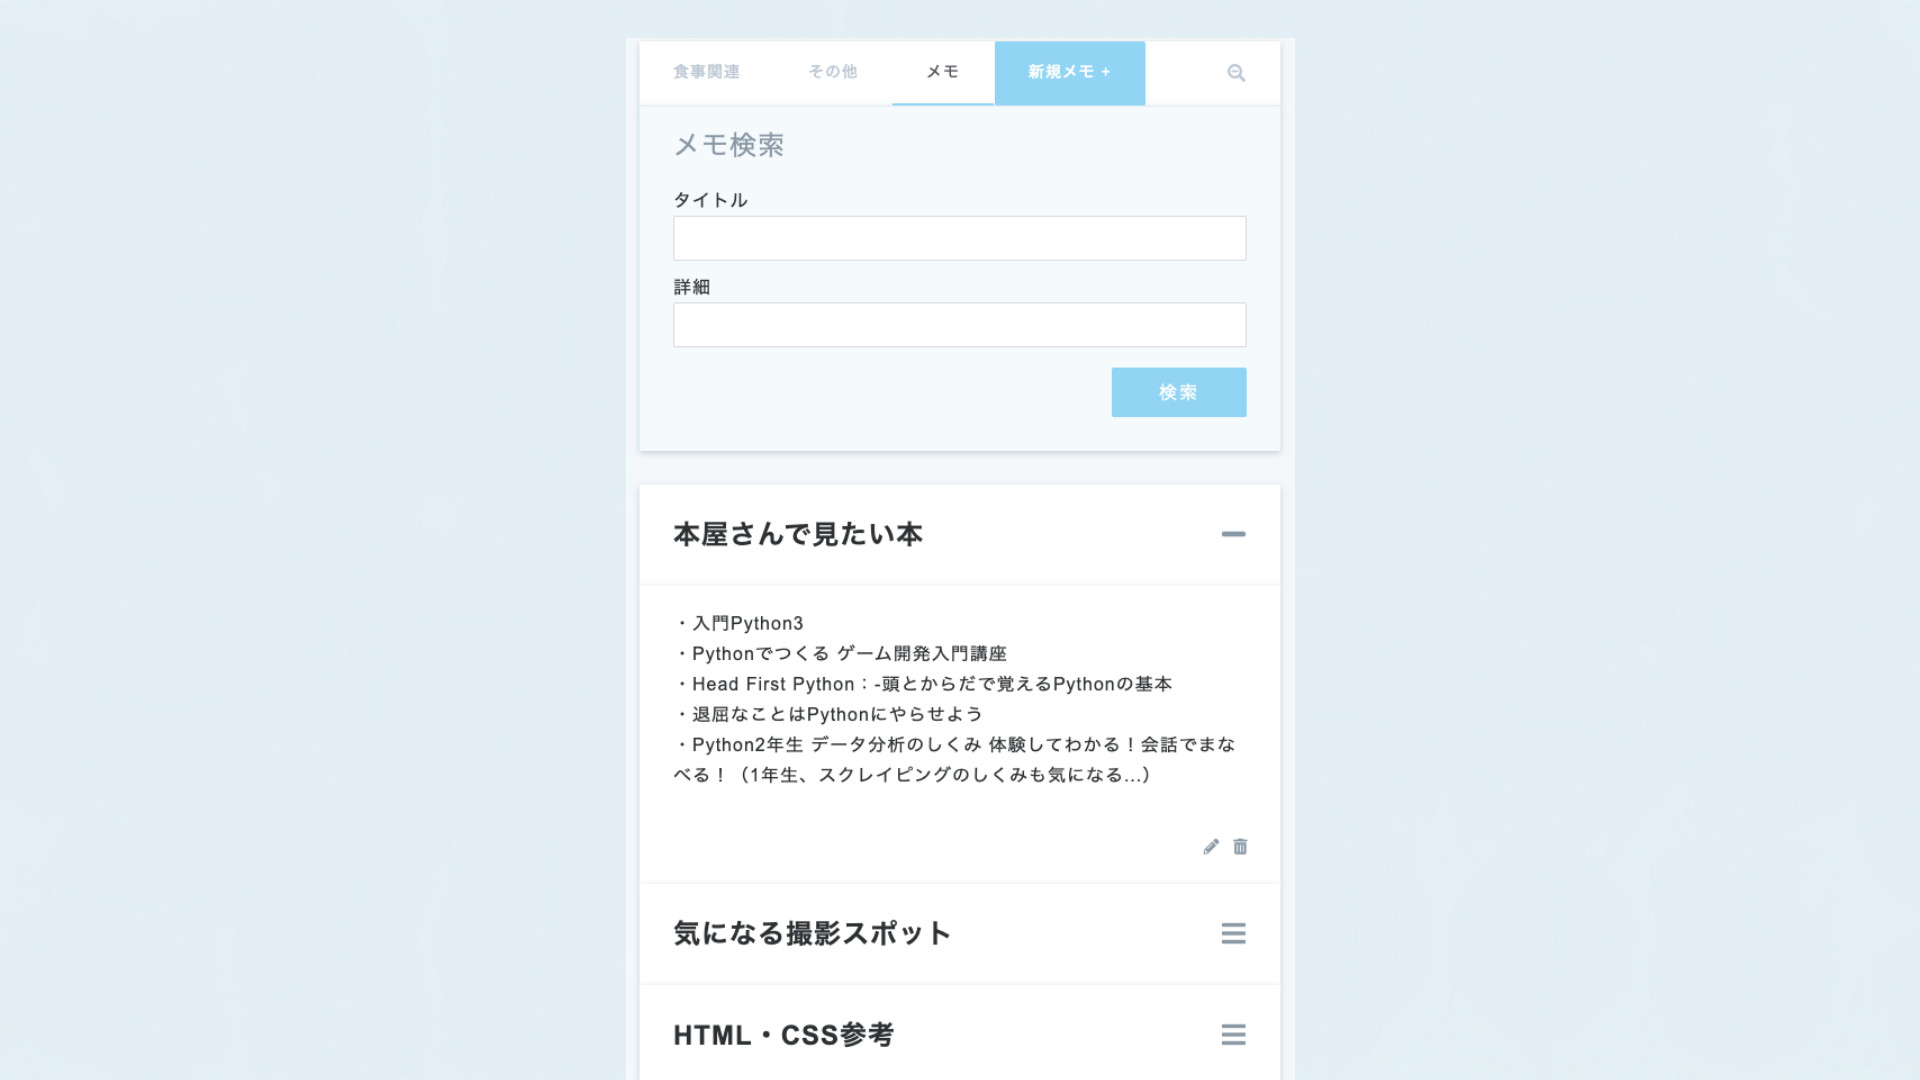 食事関連 その他 メモ 新規メモ +
メモ検索
タイトル
詳細
検索
本屋さんで見たい本
・入門Python3
・Pythonでつくる ゲーム開発入門講座
・Head First Python：-頭とからだで覚えるPythonの基本
・退屈なことはPythonにやらせよう
・Python2年生 データ分析のしくみ 体験してわかる！会話でまな
べる！（1年生、スクレイピングのしくみも気になる...）
気になる撮影スポット
HTML・CSS参考